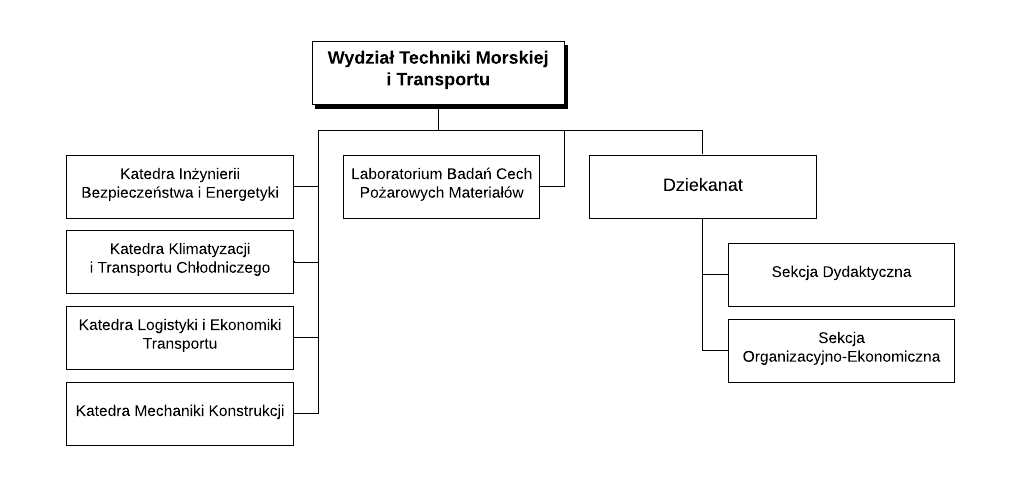 Wydział Techniki Morskiej
i Transportu
Katedra Inżynierii
Bezpieczeństwa i Energetyki
Laboratorium Badań Cech
Pożarowych Materiałów
Dziekanat
Katedra Klimatyzacji
i Transportu Chłodniczego
Sekcja Dydaktyczna
Katedra Logistyki i Ekonomiki
Transportu
Sekcja
Organizacyjno-Ekonomiczna
Katedra Mechaniki Konstrukcji